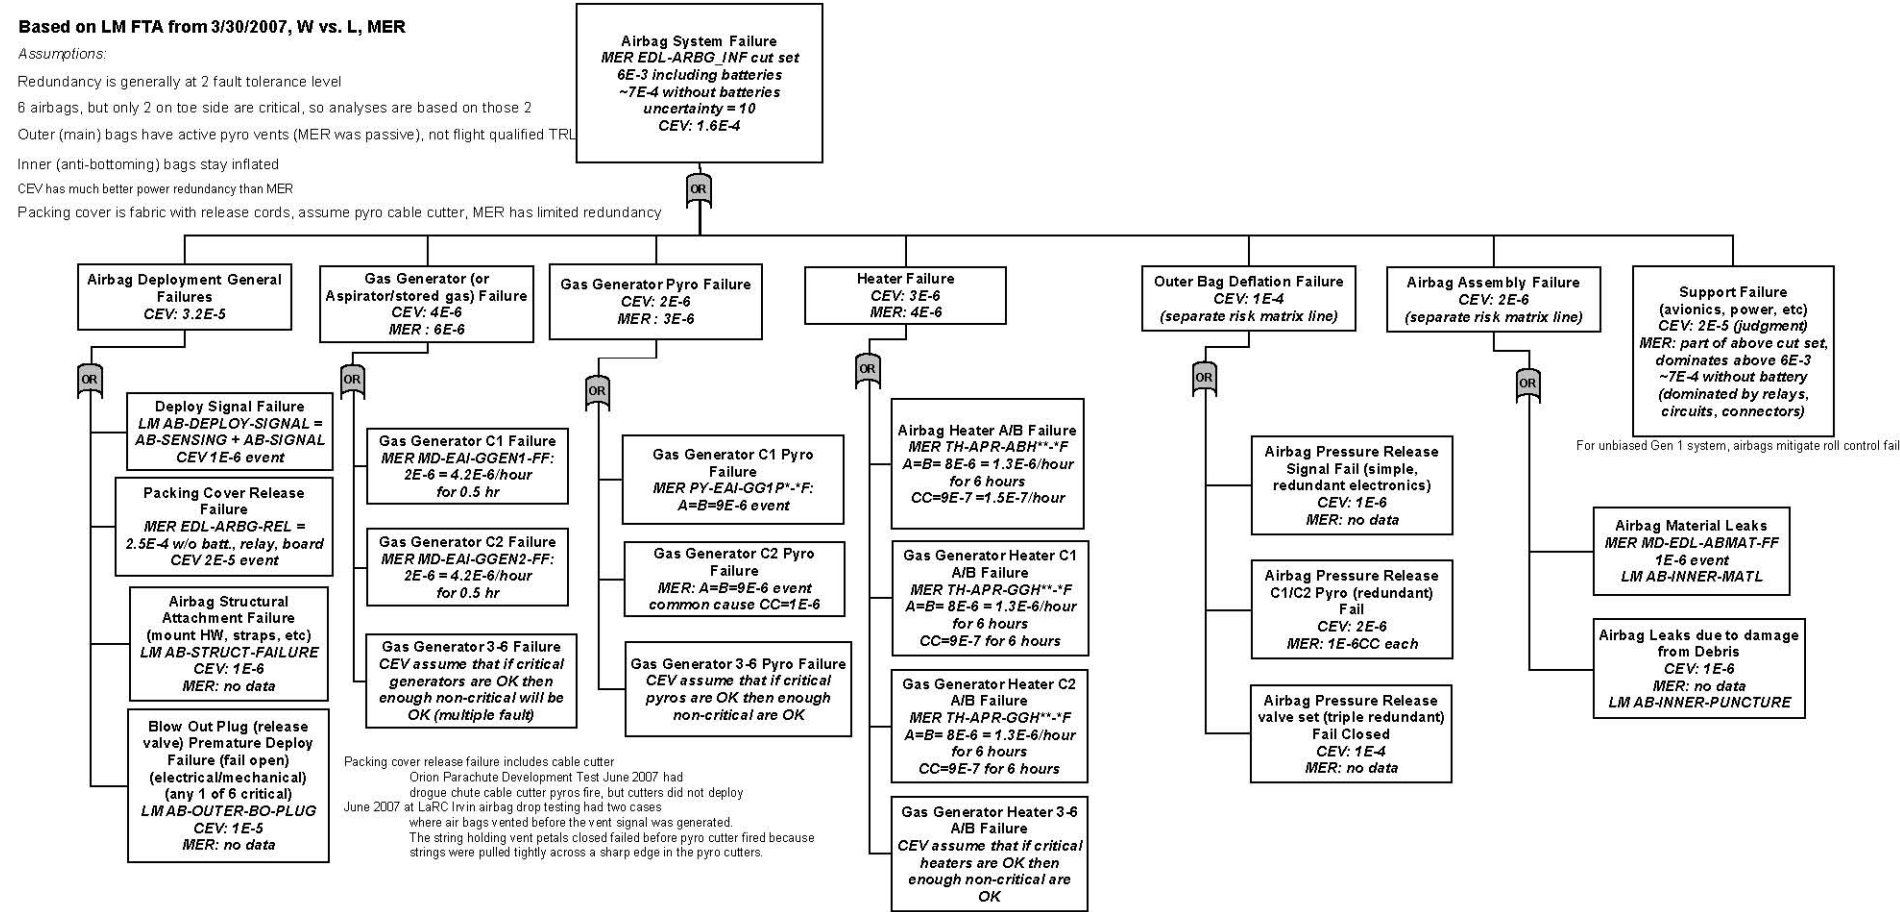 Based on LM FTA from 3/30/2007, W vs. L, MER
Assumptions:
Redundancy is generally at 2 fault tolerance level
6 airbags, but only 2 on toe side are critical, so analyses are based on those 2
Outer (main) bags have active pyro vents (MER was passive), not flight qualified TRL
Inner (anti-bottoming) bags stay inflated
CEV has much better power redundancy than MER
Packing cover is fabric with release cords, assume pyro cable cutter, MER has limited redundancy
Airbag System Failure
MER EDL-ARBG_INF cut set
6E-3 including batteries
~7E-4 without batteries
uncertainty = 10
CEV: 1.6E-4
OR
Airbag Deployment General
Failures
CEV: 3.2E-5
OR
Deploy Signal Failure
LM AB-DEPLOY-SIGNAL =
AB-SENSING + AB-SIGNAL
CEV 1E-6 event
Packing Cover Release
Failure
MER EDL-ARBG-REL =
2.5E-4 w/o batt., relay, board
CEV 2E-5 event
Airbag Structural
Attachment Failure
(mount HW, straps, etc)
LM AB-STRUCT-FAILURE
CEV: 1E-6
MER: no data
Blow Out Plug (release
valve) Premature Deploy
Failure (fail open)
(electrical/mechanical)
(any 1 of 6 critical)
LM AB-OUTER-BO-PLUG
CEV: 1E-5
MER: no data
Gas Generator (or
Aspirator/stored gas) Failure
CEV: 4E-6
MER : 6E-6
OR
Gas Generator C1 Failure
MER MD-EAI-GGEN1-FF:
2E-6 = 4.2E-6/hour
for 0.5 hr
Gas Generator C2 Failure
MER MD-EAI-GGEN2-FF:
2E-6 = 4.2E-6/hour
for 0.5 hr
Gas Generator 3-6 Failure
CEV assume that if critical
generators are OK then
enough non-critical will be
OK (multiple fault)
Gas Generator Pyro Failure
CEV: 2E-6
MER : 3E-6
OR
Gas Generator C1 Pyro
Failure
MER PY-EAI-GG1P*-*F:
A=B=9E-6 event
Gas Generator C2 Pyro
Failure
MER: A=B=9E-6 event
common cause CC=1E-6
Gas Generator 3-6 Pyro Failure
CEV assume that if critical
pyros are OK then enough
non-critical are OK
Heater Failure
CEV: 3E-6
MER: 4E-6
OR
Airbag Heater A/B Failure
MER TH-APR-ABH**-*F
A=B= 8E-6 = 1.3E-6/hour
for 6 hours
CC=9E-7 =1.5E-7/hour
Gas Generator Heater C1
A/B Failure
MER TH-APR-GGH**-*F
A=B= 8E-6 = 1.3E-6/hour
for 6 hours
CC=9E-7 for 6 hours
Gas Generator Heater C2
A/B Failure
MER TH-APR-GGH**-*F
A=B= 8E-6 = 1.3E-6/hour
for 6 hours
CC=9E-7 for 6 hours
Gas Generator Heater 3-6
A/B Failure
CEV assume that if critical
heaters are OK then
enough non-critical are
OK
Outer Bag Deflation Failure
CEV: 1E-4
(separate risk matrix line)
OR
Airbag Pressure Release
Signal Fail (simple,
redundant electronics)
CEV: 1E-6
MER: no data
Airbag Pressure Release
C1/C2 Pyro (redundant)
Fail
CEV: 2E-6
MER: 1E-6CC each
Airbag Pressure Release
valve set (triple redundant)
Fail Closed
CEV: 1E-4
MER: no data
Airbag Assembly Failure
CEV: 2E-6
(separate risk matrix line)
OR
Airbag Material Leaks
MER MD-EDL-ABMAT-FF
1E-6 event
LM AB-INNER-MATL
Airbag Leaks due to damage
from Debris
CEV: 1E-6
MER: no data
LM AB-INNER-PUNCTURE
Support Failure
(avionics, power, etc)
CEV: 2E-5 (judgment)
MER: part of above cut set,
dominates above 6E-3
~7E-4 without battery
(dominated by relays,
circuits, connectors)
For unbiased Gen 1 system, airbags mitigate roll control fail
Packing cover release failure includes cable cutter
Orion Parachute Development Test June 2007 had
drogue chute cable cutter pyros fire, but cutters did not deploy
June 2007 at LaRC Irvin airbag drop testing had two cases
where air bags vented before the vent signal was generated.
The string holding vent petals closed failed before pyro cutter fired because
strings were pulled tightly across a sharp edge in the pyro cutters.